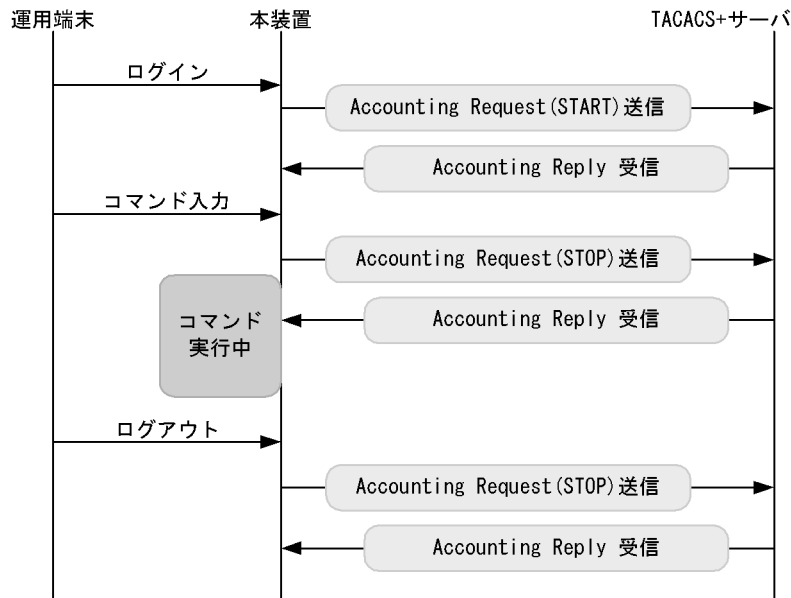 運用端末
本装置
TACACS+サーバ
ログイン
Accounting Request(START)送信
Accounting Reply 受信
コマンド入力
Accounting Request(STOP)送信
コマンド
実行中
Accounting Reply 受信
ログアウト
Accounting Request(STOP)送信
Accounting Reply 受信